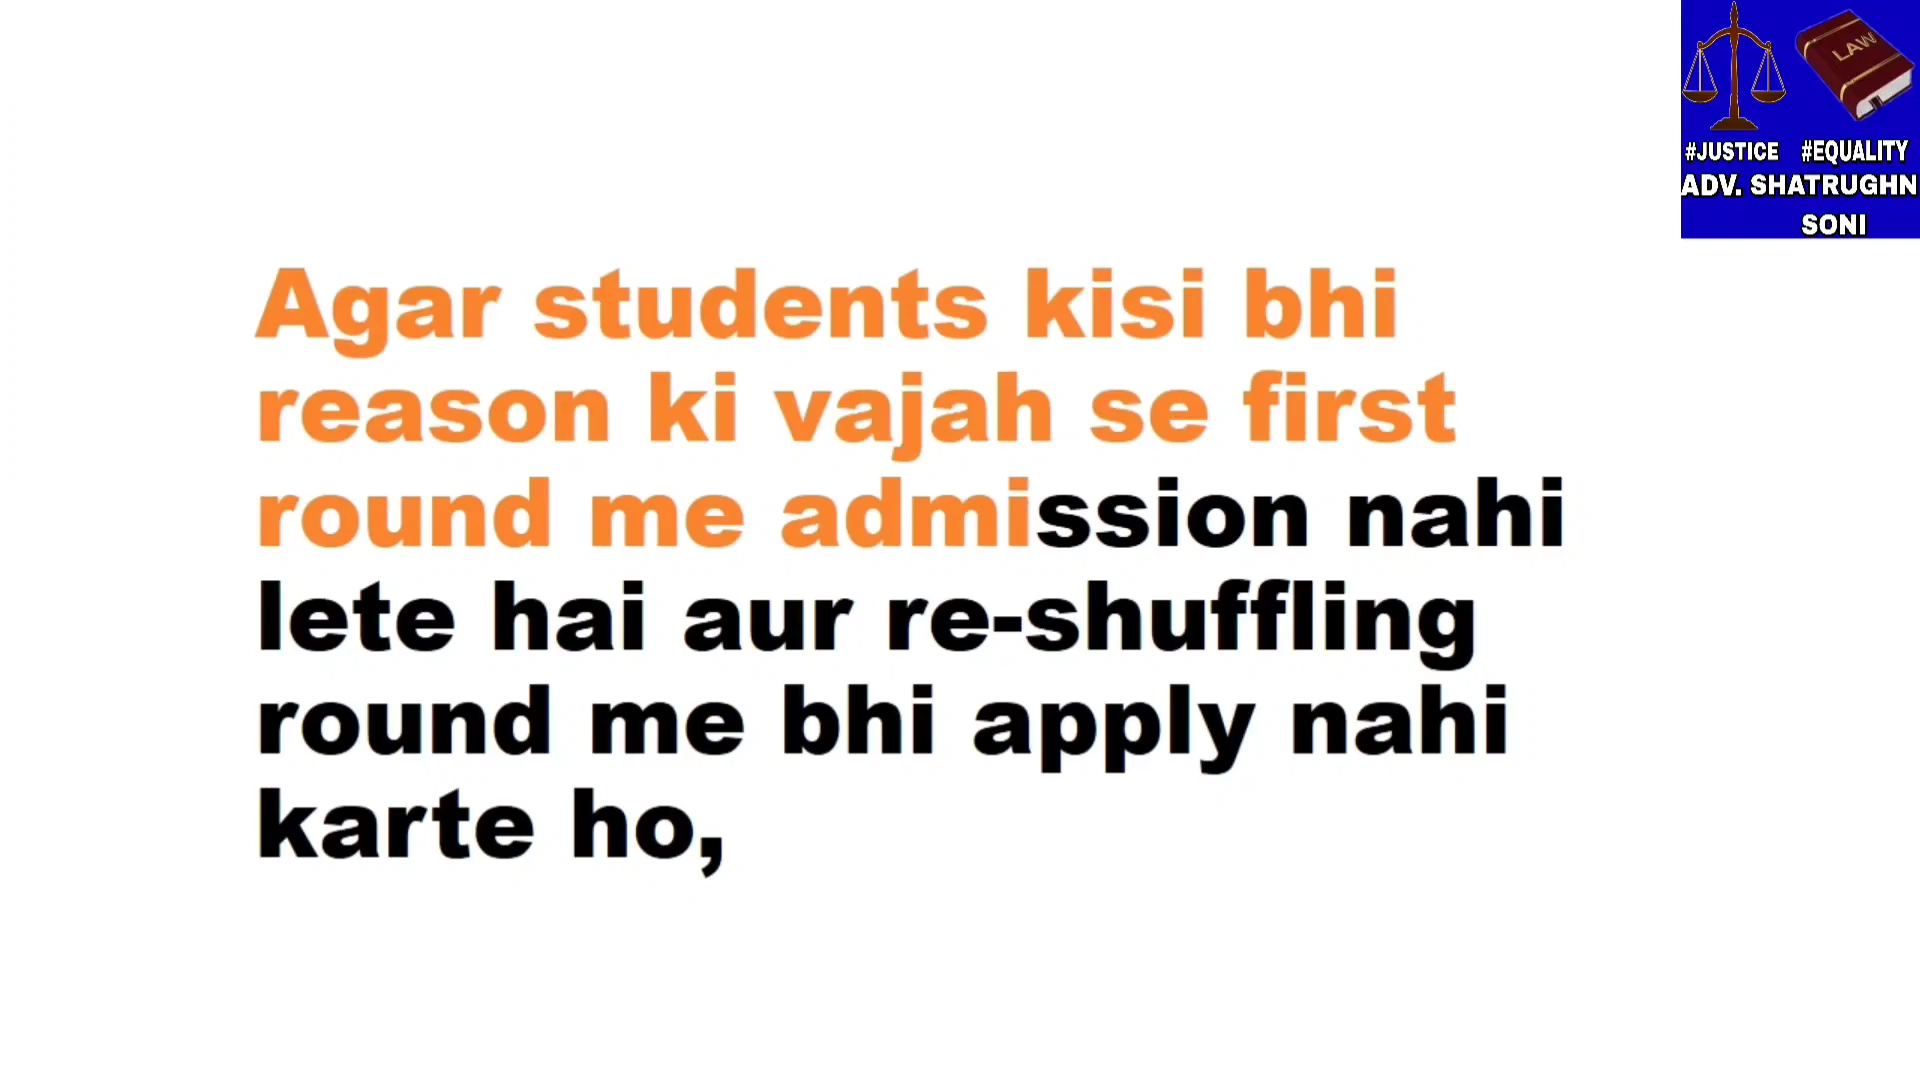 LAW
#JUSTICE #EQUALITY
ADV. SHATRUGHN
SONI
Agar students kisi bhi
reason ki vajah se first
round me admission nahi
lete hai aur re-shuffling
round me bhi apply nahi
karte ho,